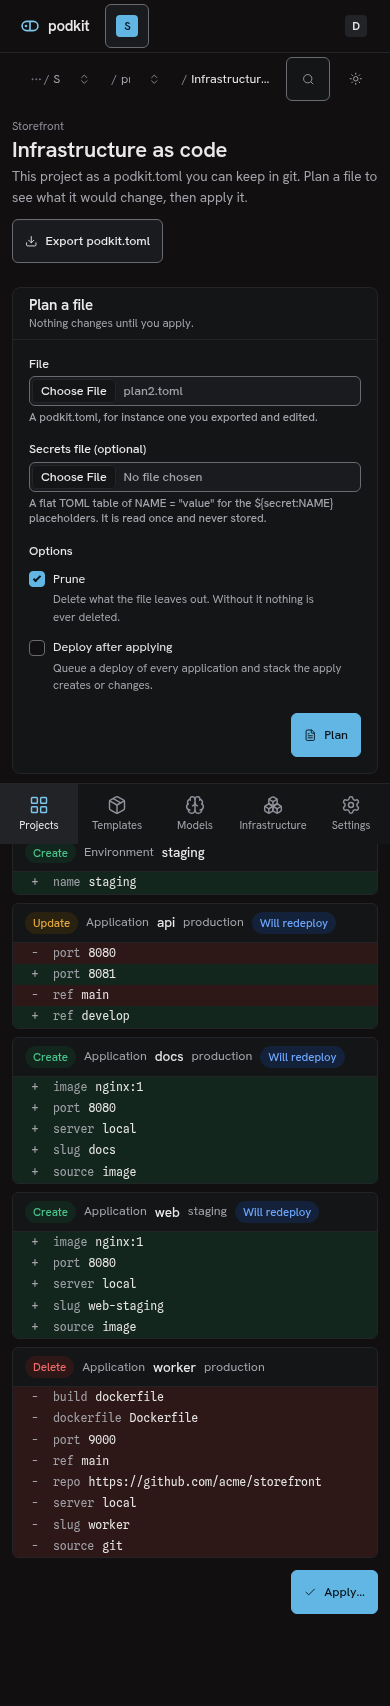 podkit S D
… / S / pr / Infrastructur...
Storefront
Infrastructure as code
This project as a podkit.toml you can keep in git. Plan a file to
see what it would change, then apply it.
Export podkit.toml
Plan a file
Nothing changes until you apply.
File
Choose File plan2.toml
A podkit.toml, for instance one you exported and edited.
Secrets file (optional)
Choose File No file chosen
A flat TOML table of NAME = "value" for the ${secret:NAME}
placeholders. It is read once and never stored.
Options
Prune
Delete what the file leaves out. Without it nothing is
ever deleted.
Deploy after applying
Queue a deploy of every application and stack the apply
creates or changes.
Plan
Projects Templates Models Infrastructure Settings
Create Environment staging
+ name staging
Update Application api production Will redeploy
- port 8080
+ port 8081
- ref main
+ ref develop
Create Application docs production Will redeploy
+ image nginx:1
+ port 8080
+ server local
+ slug docs
+ source image
Create Application web staging Will redeploy
+ image nginx:1
+ port 8080
+ server local
+ slug web-staging
+ source image
Delete Application worker production
- build dockerfile
- dockerfile Dockerfile
- port 9000
- ref main
- repo https://github.com/acme/storefront
- server local
- slug worker
- source git
Apply...